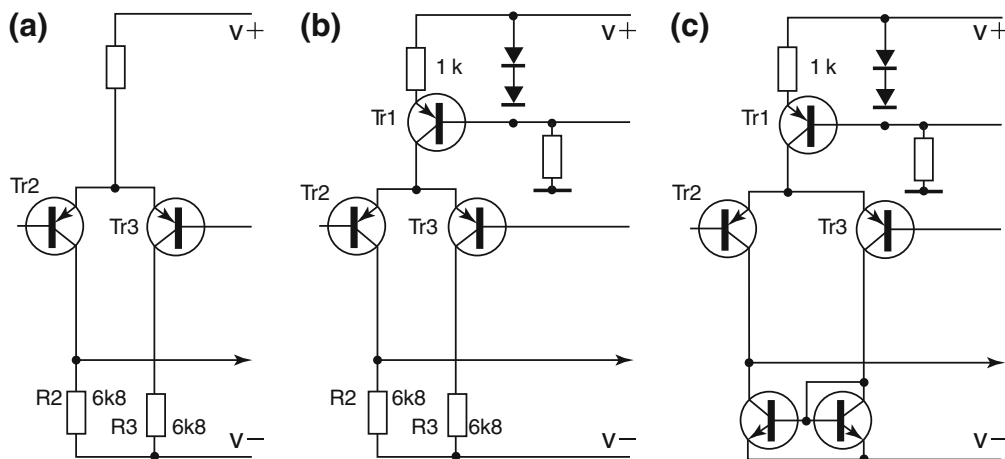 (a)
V+
Tr2
Tr3
R2
6k8
R3
6k8
V−
(b)
V+
1 k
Tr1
Tr2
Tr3
R2
6k8
R3
6k8
V−
(c)
V+
1 k
Tr1
Tr2
Tr3
V−